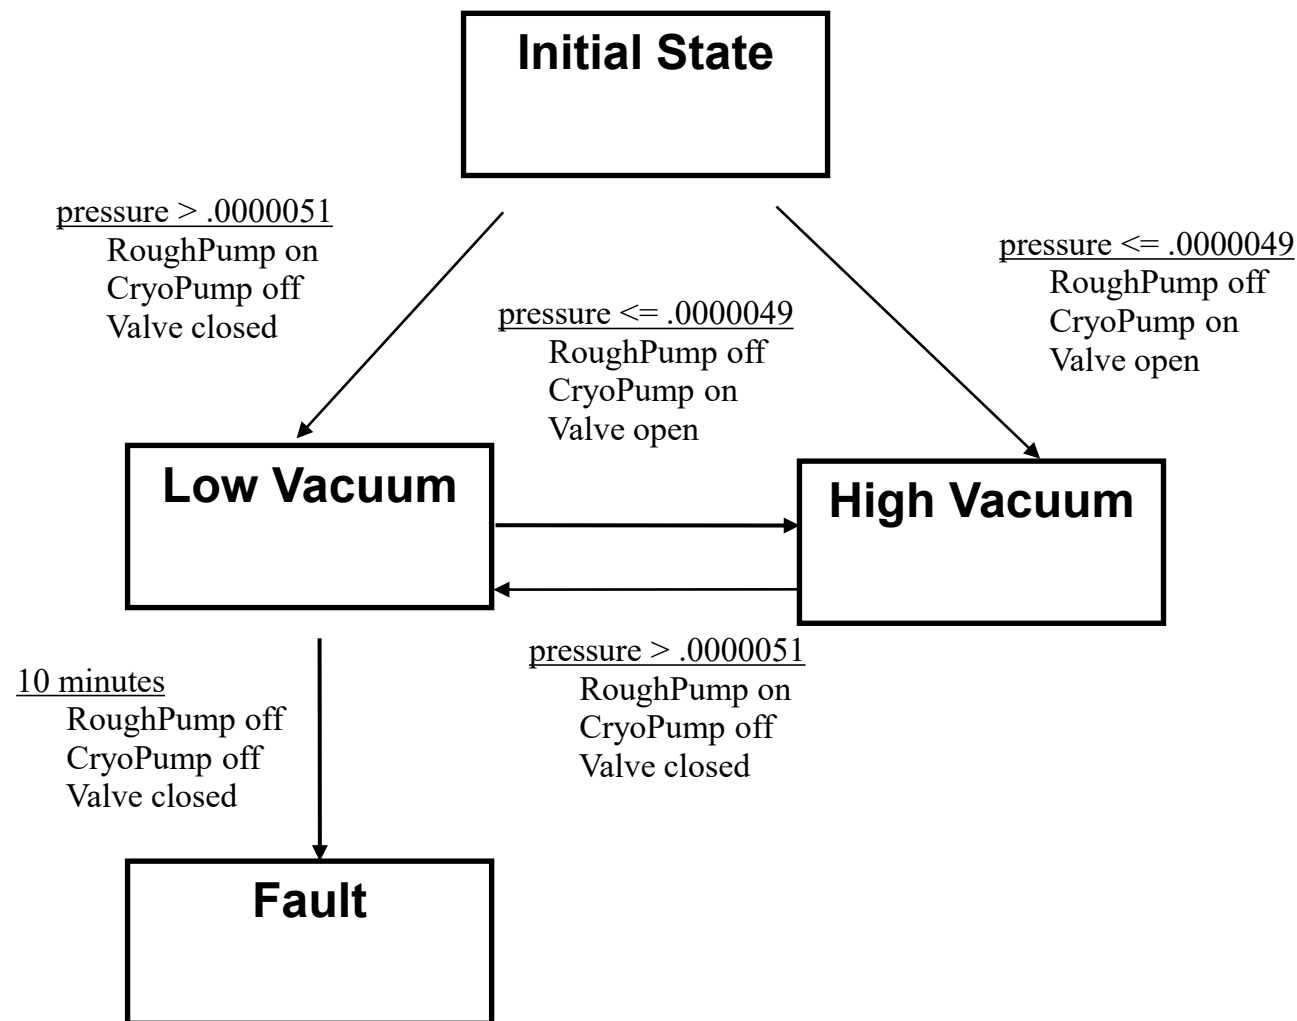 Initial State
pressure > .0000051
RoughPump on
CryoPump off
Valve closed
pressure <= .0000049
RoughPump off
CryoPump on
Valve open
pressure <= .0000049
RoughPump off
CryoPump on
Valve open
Low Vacuum
High Vacuum
10 minutes
RoughPump off
CryoPump off
Valve closed
pressure > .0000051
RoughPump on
CryoPump off
Valve closed
Fault